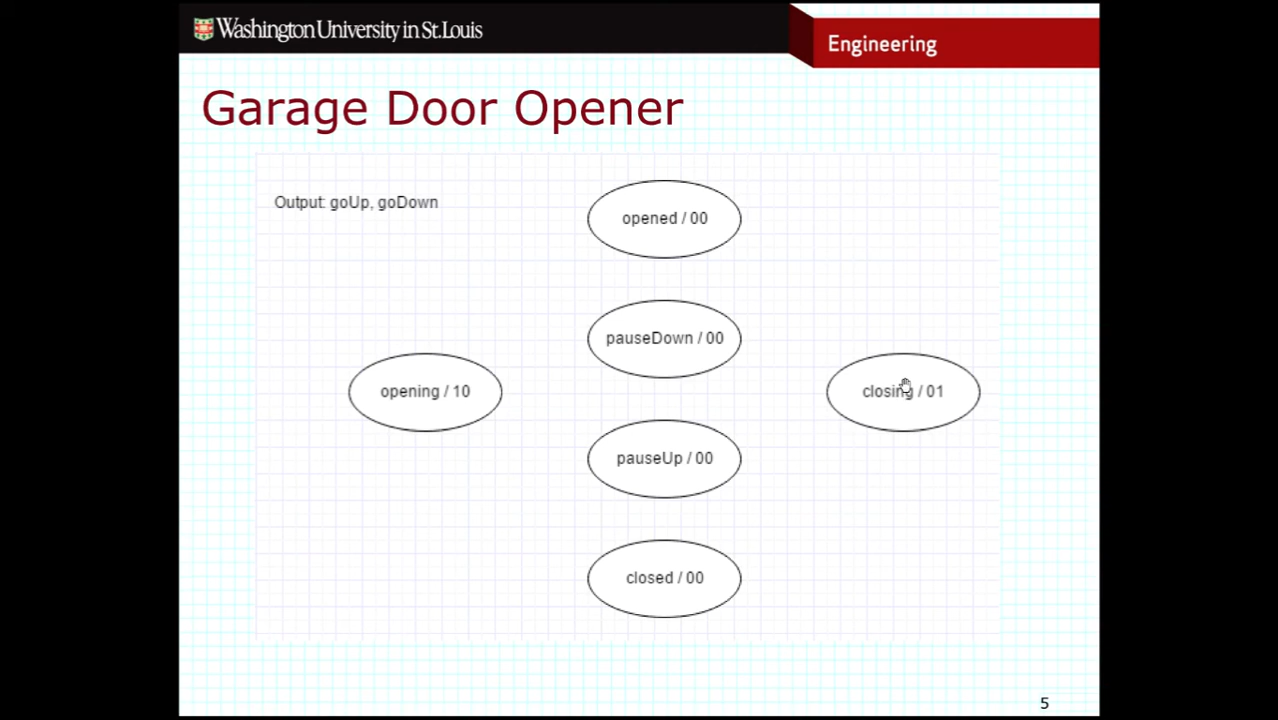 Washington University in St.Louis
Engineering
Garage Door Opener
Output: goUp, goDown
opened / 00
pauseDown / 00
opening / 10
closing / 01
pauseUp / 00
closed / 00
5